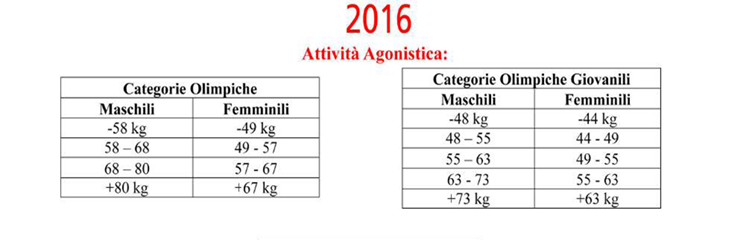 2016
Attività Agonistica:
Categorie Olimpiche
Maschili Femminili
-58 kg -49 kg
58 – 68 49 - 57
68 – 80 57 - 67
+80 kg +67 kg
Categorie Olimpiche Giovanili
Maschili Femminili
-48 kg -44 kg
48 – 55 44 - 49
55 – 63 49 - 55
63 - 73 55 - 63
+73 kg +63 kg